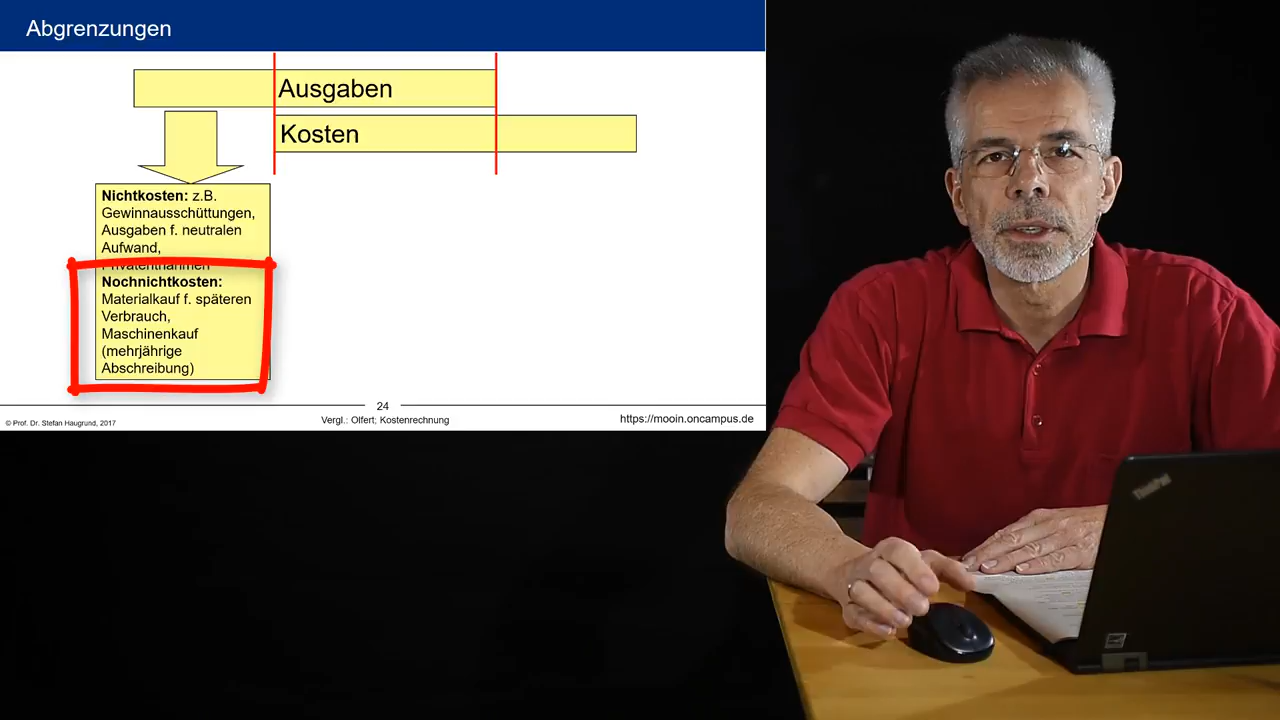 Abgrenzungen
Ausgaben
Kosten
Nichtkosten: z.B.
Gewinnausschüttungen,
Ausgaben f. neutralen
Aufwand,
Privatentnahmen
Nochnichtkosten:
Materialkauf f. späteren
Verbrauch,
Maschinenkauf
(mehrjährige
Abschreibung)
24
© Prof. Dr. Stefan Haugrund, 2017
Vergl.: Olfert; Kostenrechnung
https://mooin.oncampus.de
ThinkPad